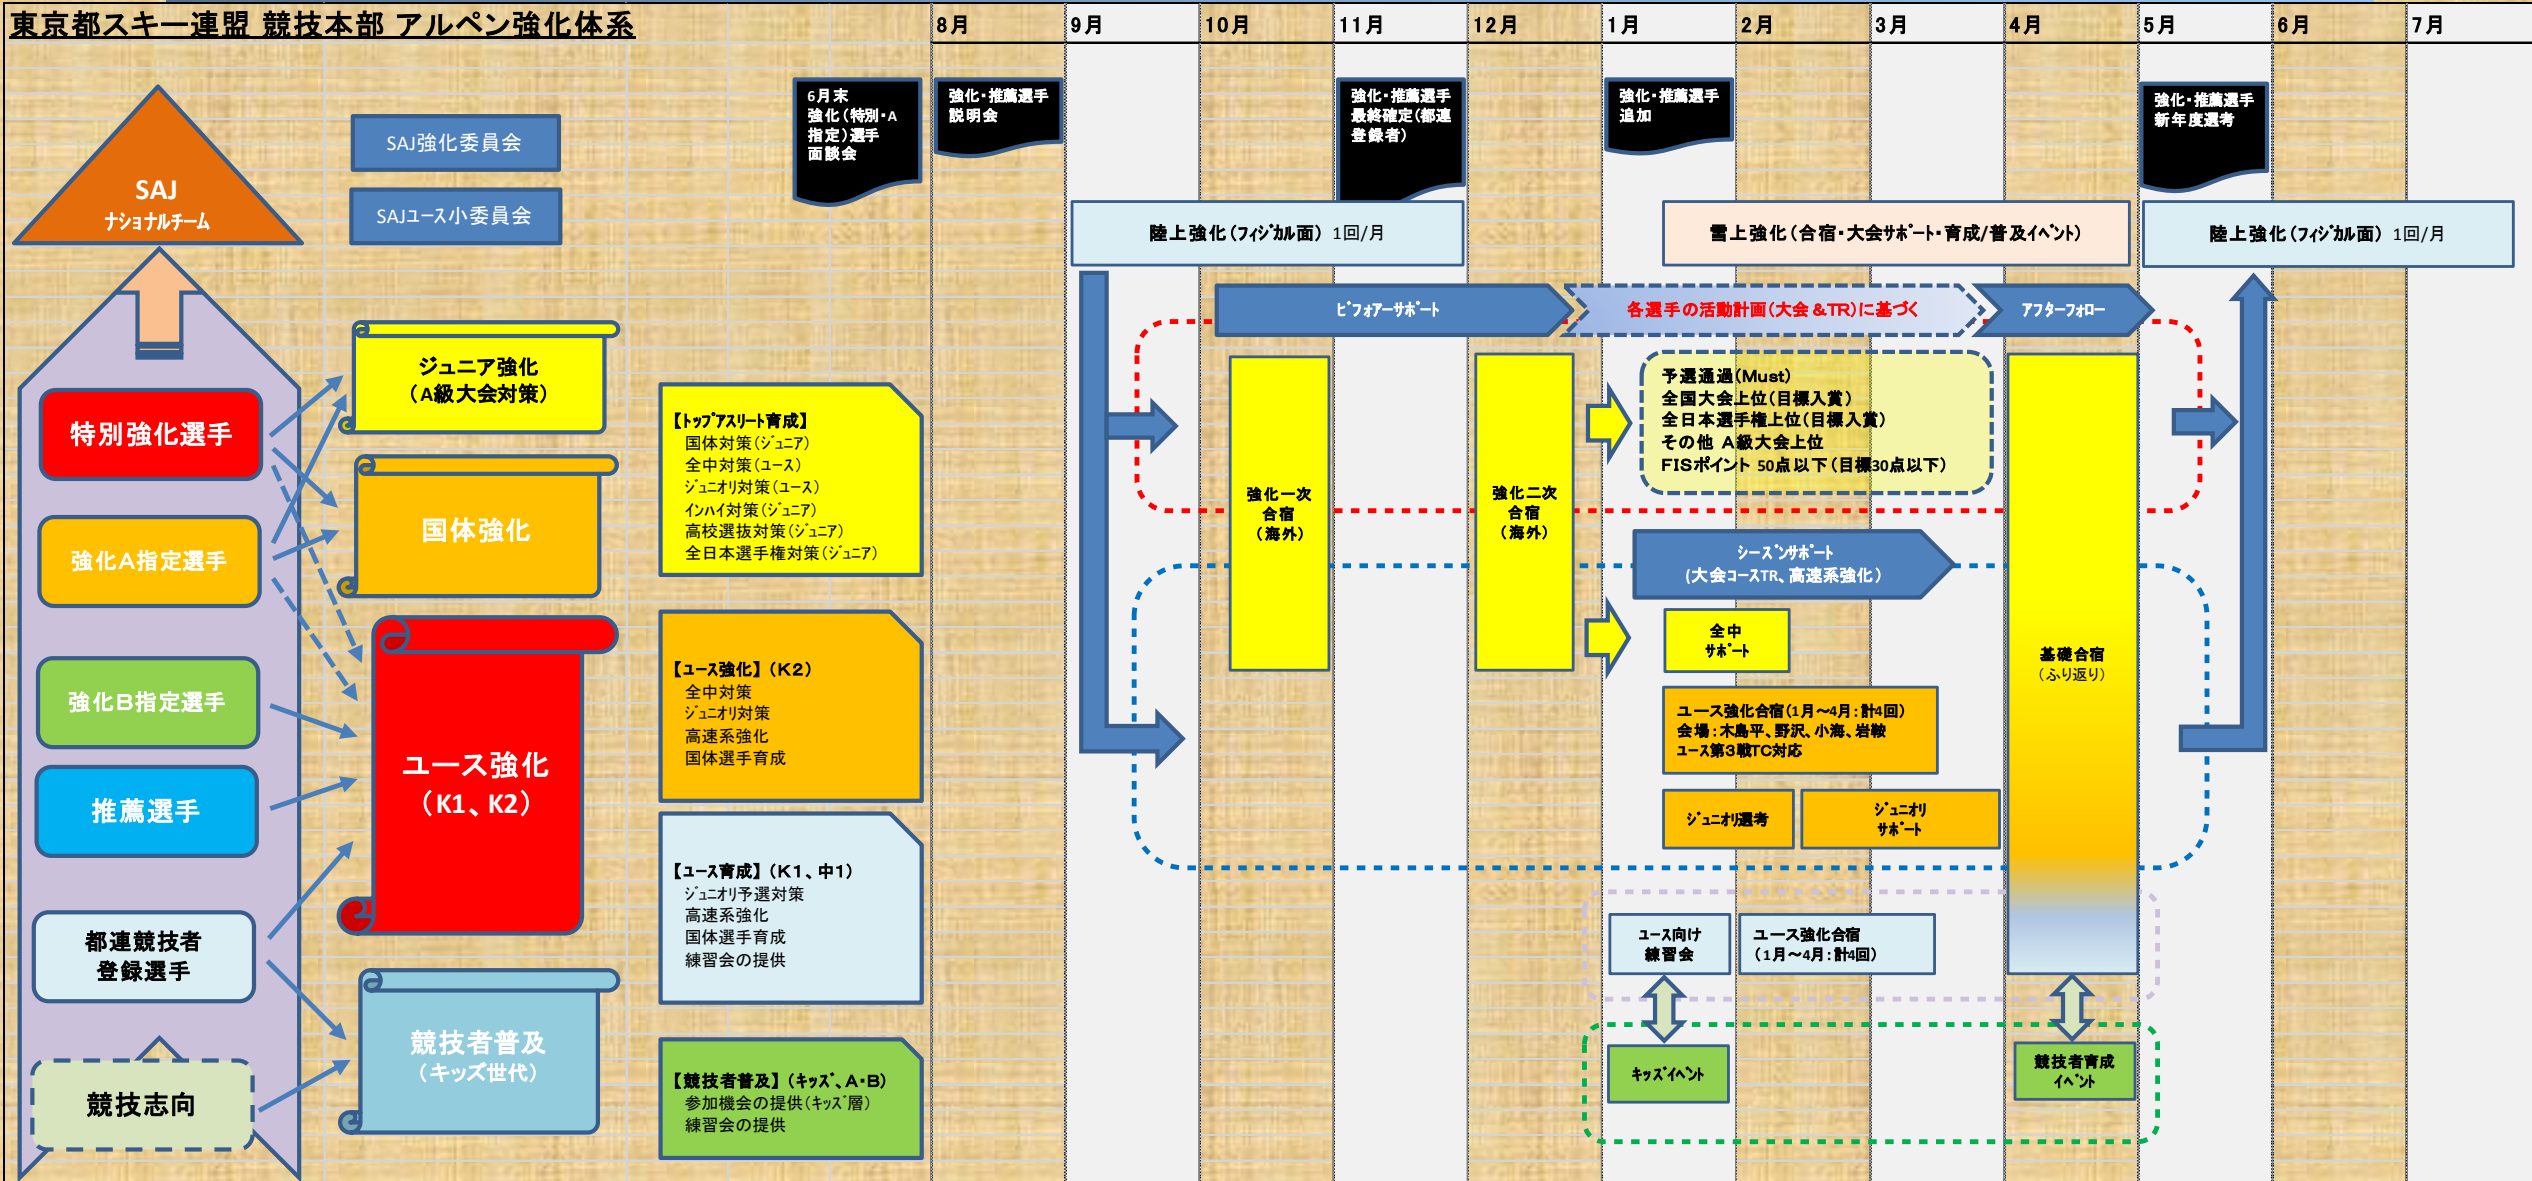 東京都スキー連盟 競技本部 アルペン強化体系
8月
9月
10月
11月
12月
1月
2月
3月
4月
5月
6月
7月
6月末
強化(特別・A
指定)選手
面談会
強化・推薦選手
説明会
強化・推薦選手
最終確定(都連
登録者)
強化・推薦選手
追加
強化・推薦選手
新年度選考
SAJ
ナショナルチーム
SAJ強化委員会
SAJユース小委員会
陸上強化(フィジカル面) 1回/月
雪上強化(合宿・大会サポート・育成/普及イベント)
陸上強化(フィジカル面) 1回/月
ビフォアーサポート
各選手の活動計画(大会&TR)に基づく
アフターフォロー
特別強化選手
強化A指定選手
強化B指定選手
推薦選手
都連競技者
登録選手
競技志向
ジュニア強化
(A級大会対策)
国体強化
ユース強化
(K1、K2)
競技者普及
(キッズ世代)
【トップアスリート育成】
国体対策(ジュニア)
全中対策(ユース)
ジュニオリ対策(ユース)
インハイ対策(ジュニア)
高校選抜対策(ジュニア)
全日本選手権対策(ジュニア)
【ユース強化】(K2)
全中対策
ジュニオリ対策
高速系強化
国体選手育成
【ユース育成】(K1、中1)
ジュニオリ予選対策
高速系強化
国体選手育成
練習会の提供
【競技者普及】(キッズ、A・B)
参加機会の提供(キッズ層)
練習会の提供
強化一次
合宿
(海外)
強化二次
合宿
(海外)
予選通過(Must)
全国大会上位(目標入賞)
全日本選手権上位(目標入賞)
その他 A級大会上位
FISポイント 50点以下(目標30点以下)
シーズンサポート
(大会コースTR、高速系強化)
全中
サポート
ユース強化合宿(1月～4月:計4回)
会場:木島平、野沢、小海、岩鞍
ユース第3戦TC対応
ジュニオリ選考
ジュニオリ
サポート
基礎合宿
(ふり返り)
ユース向け
練習会
ユース強化合宿
(1月～4月:計4回)
キッズイベント
競技者育成
イベント